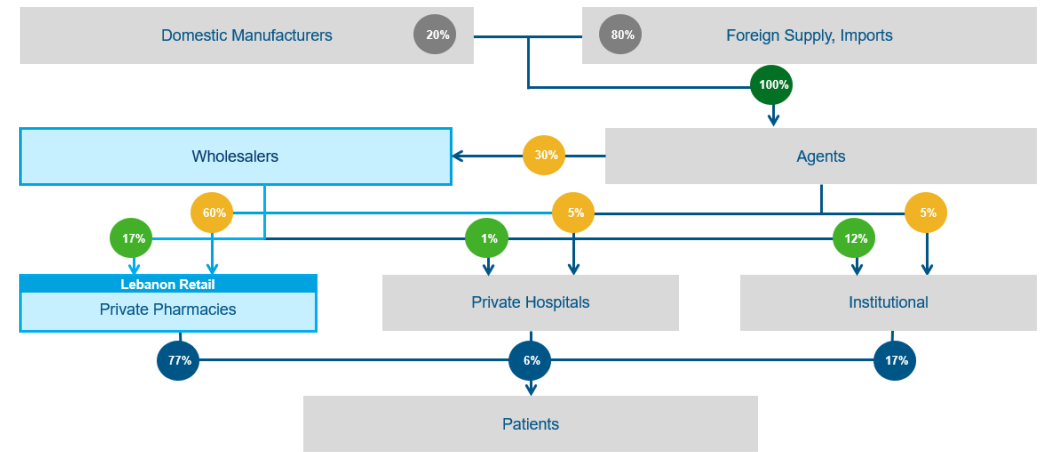 Domestic Manufacturers
20%
80%
Foreign Supply, Imports
100%
Wholesalers
30%
Agents
60%
5%
5%
17%
1%
12%
Lebanon Retail
Private Pharmacies
Private Hospitals
Institutional
77%
6%
17%
Patients